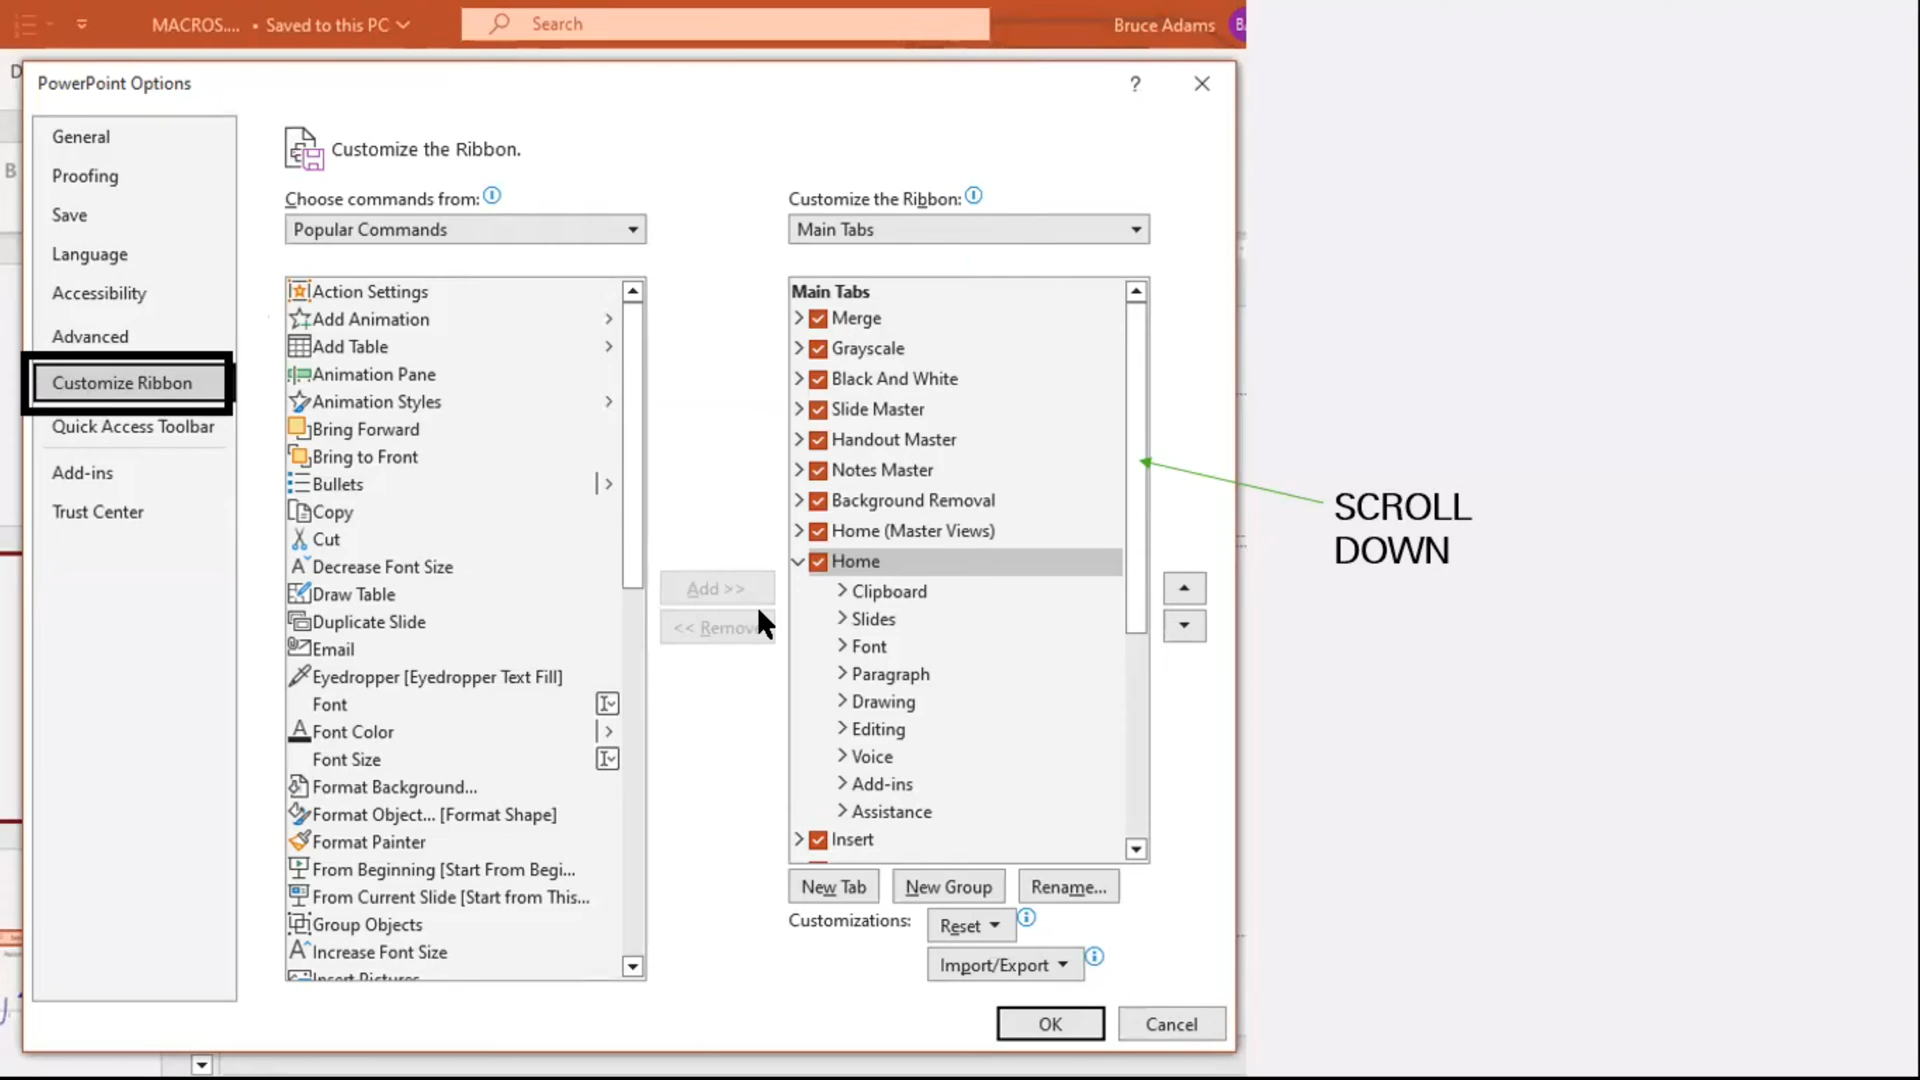 MACROS.... • Saved to this PC
Search
Bruce Adams
PowerPoint Options
?
General
Proofing
Save
Language
Accessibility
Advanced
Customize Ribbon
Quick Access Toolbar
Add-ins
Trust Center
Customize the Ribbon.
Choose commands from:
Popular Commands
Action Settings
Add Animation
Add Table
Animation Pane
Animation Styles
Bring Forward
Bring to Front
Bullets
Copy
Cut
Decrease Font Size
Draw Table
Duplicate Slide
Email
Eyedropper [Eyedropper Text Fill]
Font
Font Color
Font Size
Format Background...
Format Object... [Format Shape]
Format Painter
From Beginning [Start From Begi...
From Current Slide [Start from This...
Group Objects
Increase Font Size
Insert Pictures
Add >>
<< Remove
Customize the Ribbon:
Main Tabs
Main Tabs
Merge
Grayscale
Black And White
Slide Master
Handout Master
Notes Master
Background Removal
Home (Master Views)
Home
Clipboard
Slides
Font
Paragraph
Drawing
Editing
Voice
Add-ins
Assistance
Insert
New Tab New Group Rename...
Customizations: Reset
Import/Export
OK Cancel
SCROLL
DOWN